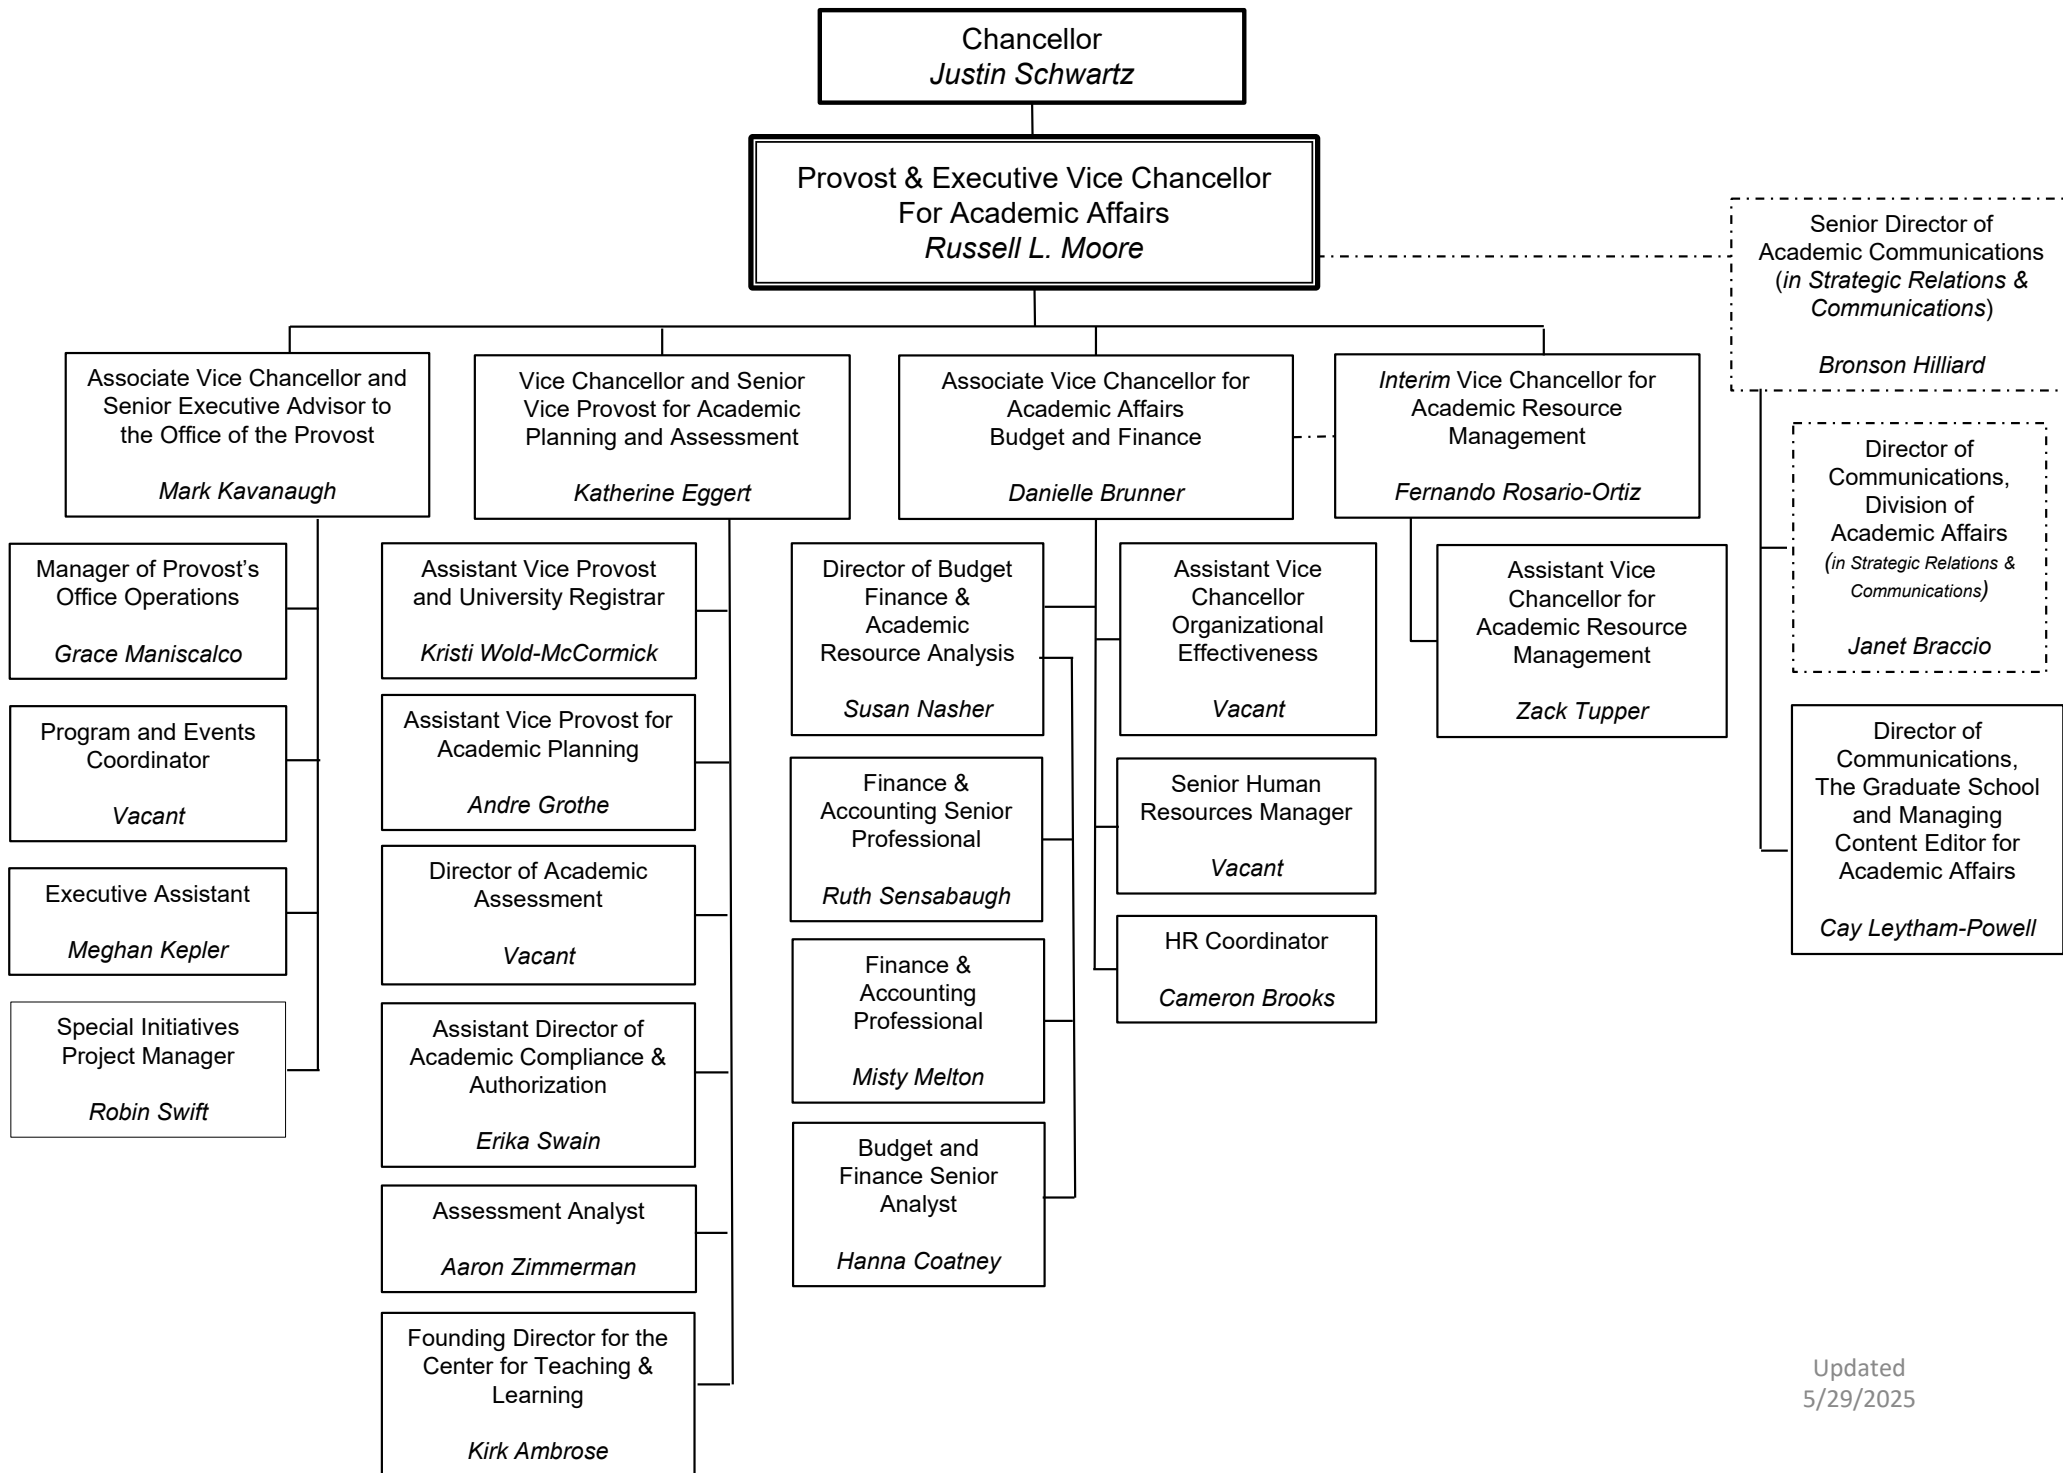 Chancellor
Justin Schwartz
Provost & Executive Vice Chancellor
For Academic Affairs
Russell L. Moore
Senior Director of
Academic Communications
(in Strategic Relations &
Communications)
Bronson Hilliard
Associate Vice Chancellor and
Senior Executive Advisor to
the Office of the Provost
Mark Kavanaugh
Vice Chancellor and Senior
Vice Provost for Academic
Planning and Assessment
Katherine Eggert
Associate Vice Chancellor for
Academic Affairs
Budget and Finance
Danielle Brunner
Interim Vice Chancellor for
Academic Resource
Management
Fernando Rosario-Ortiz
Director of
Communications,
Division of
Academic Affairs
(in Strategic Relations &
Communications)
Janet Braccio
Manager of Provost’s
Office Operations
Grace Maniscalco
Program and Events
Coordinator
Vacant
Executive Assistant
Meghan Kepler
Special Initiatives
Project Manager
Robin Swift
Assistant Vice Provost
and University Registrar
Kristi Wold-McCormick
Assistant Vice Provost for
Academic Planning
Andre Grothe
Director of Academic
Assessment
Vacant
Assistant Director of
Academic Compliance &
Authorization
Erika Swain
Assessment Analyst
Aaron Zimmerman
Founding Director for the
Center for Teaching &
Learning
Kirk Ambrose
Director of Budget
Finance &
Academic
Resource Analysis
Susan Nasher
Finance &
Accounting Senior
Professional
Ruth Sensabaugh
Finance &
Accounting
Professional
Misty Melton
Budget and
Finance Senior
Analyst
Hanna Coatney
Assistant Vice
Chancellor
Organizational
Effectiveness
Vacant
Senior Human
Resources Manager
Vacant
HR Coordinator
Cameron Brooks
Assistant Vice
Chancellor for
Academic Resource
Management
Zack Tupper
Director of
Communications,
The Graduate School
and Managing
Content Editor for
Academic Affairs
Cay Leytham-Powell
Updated
5/29/2025